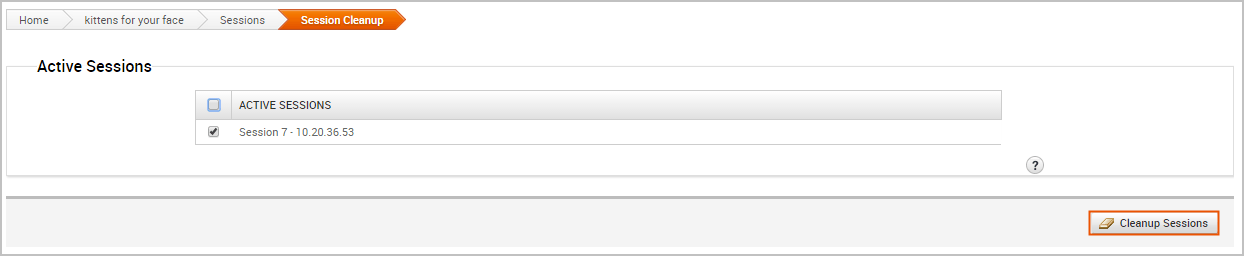 Home kittens for your face Sessions Session Cleanup
Active Sessions
ACTIVE SESSIONS
Session 7 - 10.20.36.53
?
Cleanup Sessions